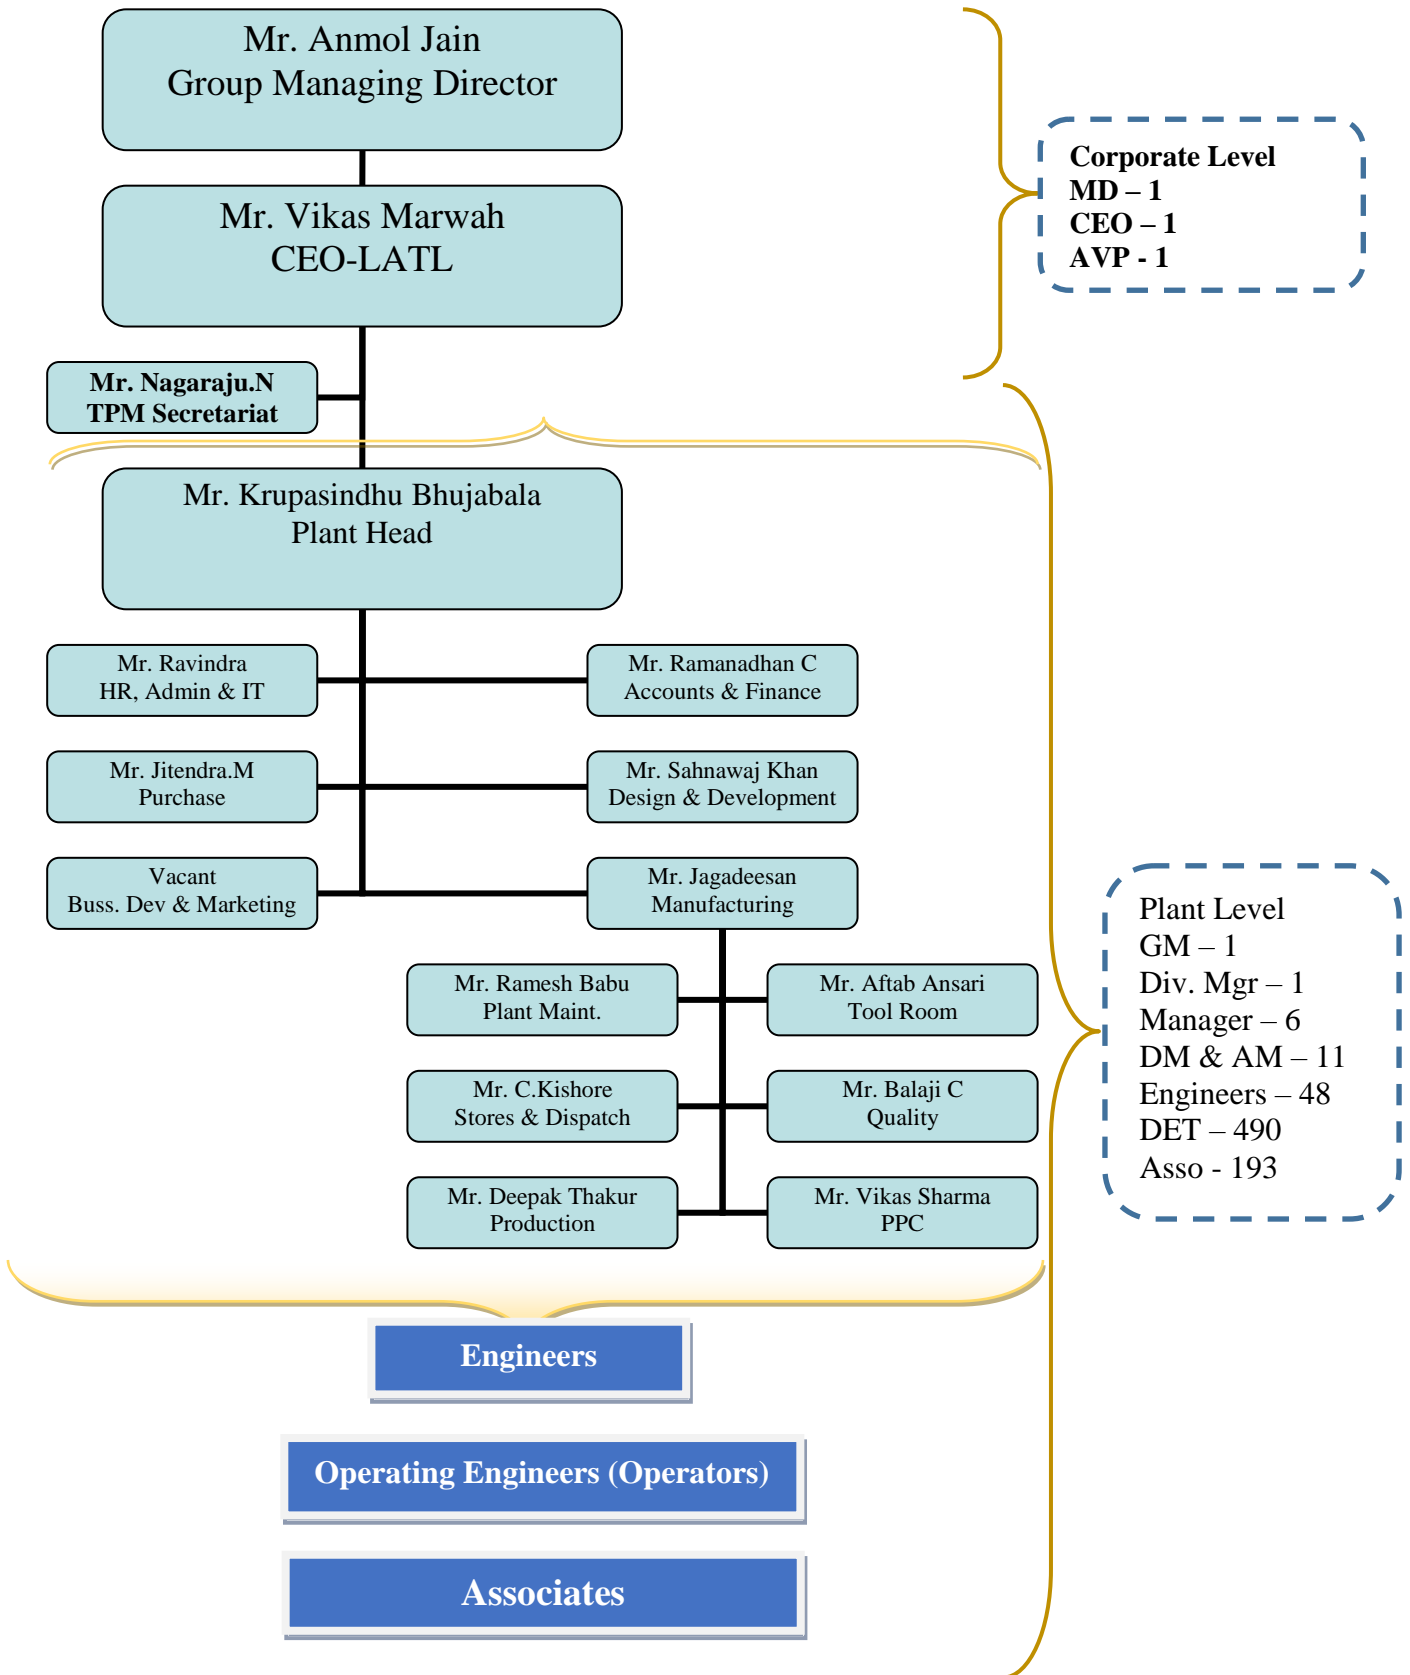 Mr. Anmol Jain
Group Managing Director
Corporate Level
MD – 1
CEO – 1
AVP - 1
Mr. Vikas Marwah
CEO-LATL
Mr. Nagaraju.N
TPM Secretariat
Mr. Krupasindhu Bhujabala
Plant Head
Mr. Ravindra
HR, Admin & IT
Mr. Ramanadhan C
Accounts & Finance
Mr. Jitendra.M
Purchase
Mr. Sahnawaj Khan
Design & Development
Vacant
Buss. Dev & Marketing
Mr. Jagadeesan
Manufacturing
Plant Level
GM – 1
Div. Mgr – 1
Manager – 6
DM & AM – 11
Engineers – 48
DET – 490
Asso - 193
Mr. Ramesh Babu
Plant Maint.
Mr. Aftab Ansari
Tool Room
Mr. C.Kishore
Stores & Dispatch
Mr. Balaji C
Quality
Mr. Deepak Thakur
Production
Mr. Vikas Sharma
PPC
Engineers
Operating Engineers (Operators)
Associates